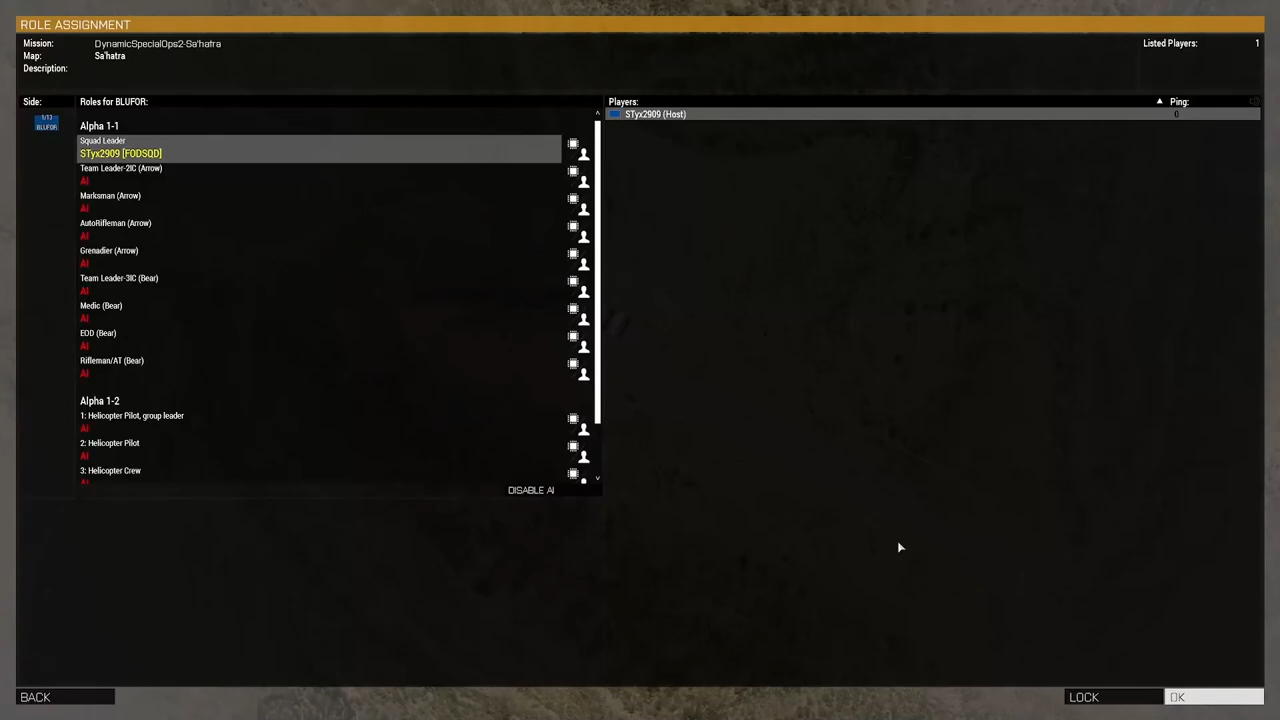 ROLE ASSIGNMENT
Mission: DynamicSpecialOps2-Sa'hatra
Listed Players: 1
Map: Sa'hatra
Description:
Side:
Roles for BLUFOR:
Players:
Ping:
1/13
BLUFOR
STyx2909 (Host)
0
Alpha 1-1
Squad Leader
STyx2909 [FODSQD]
Team Leader-2IC (Arrow)
AI
Marksman (Arrow)
AI
AutoRifleman (Arrow)
AI
Grenadier (Arrow)
AI
Team Leader-3IC (Bear)
AI
Medic (Bear)
AI
EOD (Bear)
AI
Rifleman/AT (Bear)
AI
Alpha 1-2
1: Helicopter Pilot, group leader
AI
2: Helicopter Pilot
AI
3: Helicopter Crew
AI
DISABLE AI
BACK
LOCK
OK